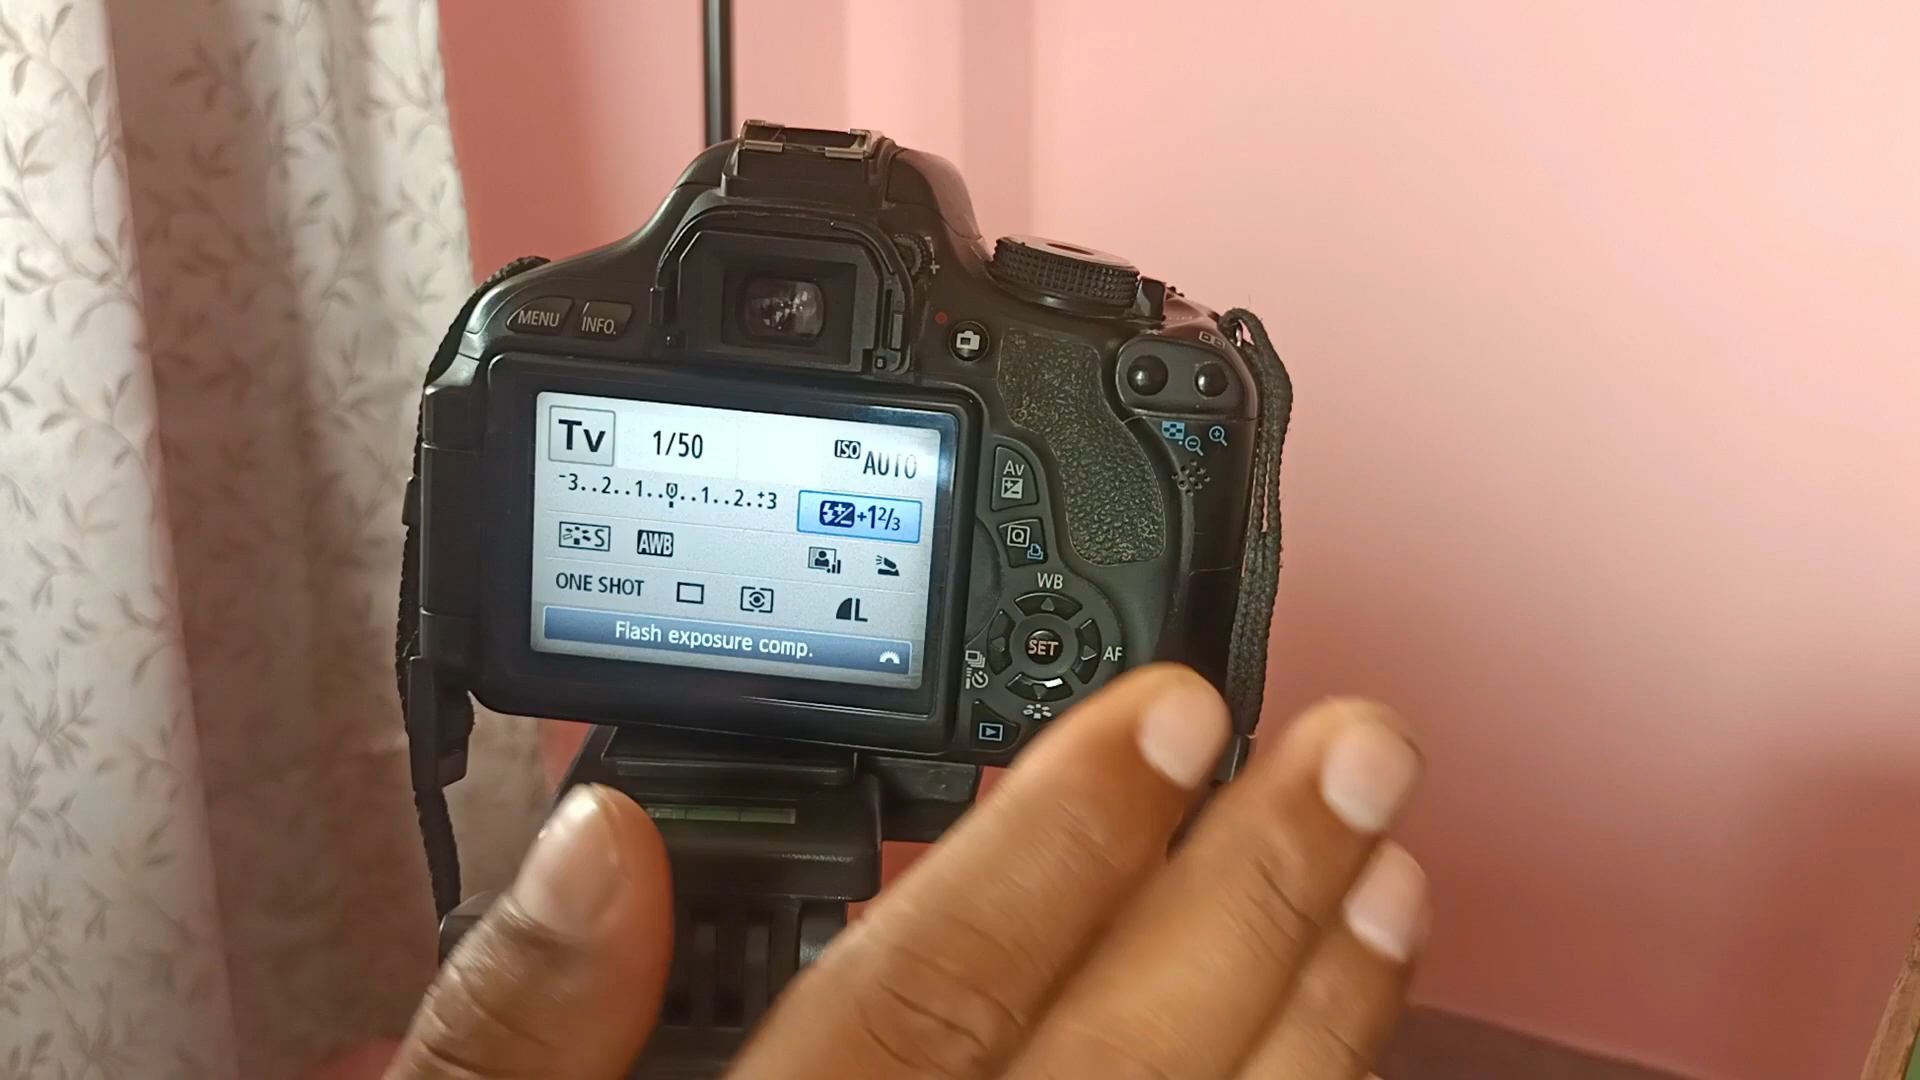 MENU INFO.
Tv 1/50 ISO AUTO
-3..2..1..0..1..2.+3 +1 2/3
S AWB
ONE SHOT L
Flash exposure comp.
Av
Q
WB
SET AF